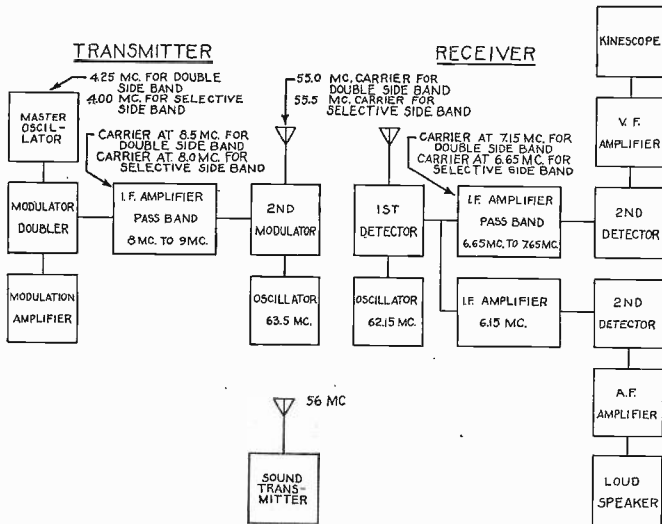 TRANSMITTER
4.25 MC. FOR DOUBLE
SIDE BAND
4.00 MC. FOR SELECTIVE
SIDE BAND
MASTER
OSCIL-
LATOR
CARRIER AT 8.5 MC. FOR
DOUBLE SIDE BAND
CARRIER AT 8.0 MC. FOR
SELECTIVE SIDE BAND
MODULATOR
DOUBLER
I.F. AMPLIFIER
PASS BAND
8 MC. TO 9 MC.
2ND
MODULATOR
MODULATION
AMPLIFIER
OSCILLATOR
63.5 MC.
55.0 MC. CARRIER FOR
DOUBLE SIDE BAND
55.5 MC. CARRIER FOR
SELECTIVE SIDE BAND
56 MC
SOUND
TRANS-
MITTER
RECEIVER
CARRIER AT 7.15 MC. FOR
DOUBLE SIDE BAND
CARRIER AT 6.65 MC. FOR
SELECTIVE SIDE BAND
1ST
DETECTOR
I.F. AMPLIFIER
PASS BAND
6.65 MC. TO 7.65 MC.
2ND
DETECTOR
V. F.
AMPLIFIER
KINESCOPE
OSCILLATOR
62.15 MC.
I.F. AMPLIFIER
6.15 MC.
2ND
DETECTOR
A.F.
AMPLIFIER
LOUD
SPEAKER